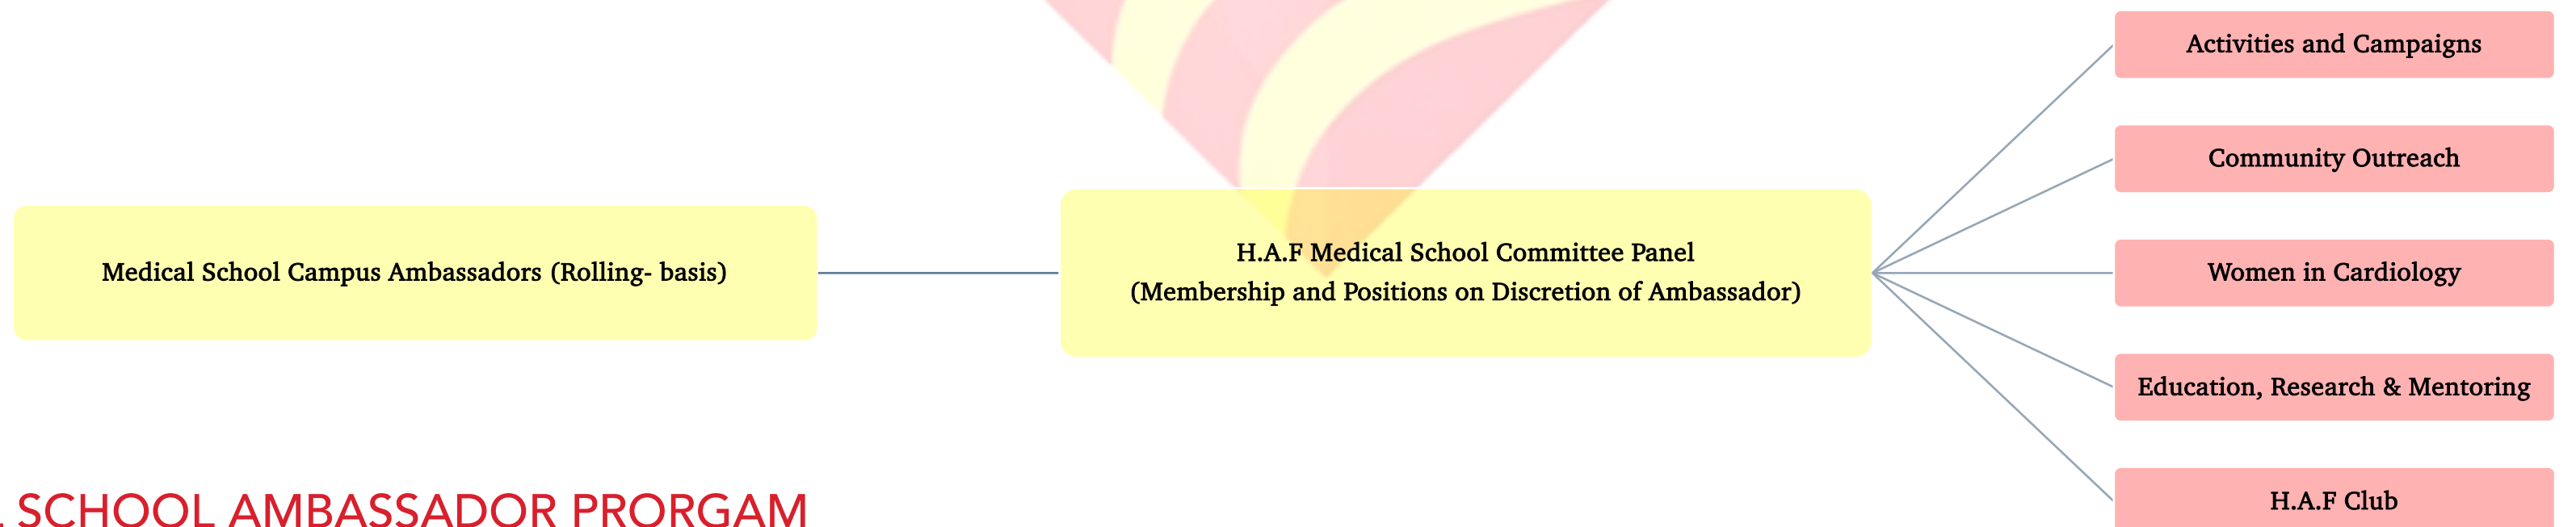 Activities and Campaigns
Community Outreach
Medical School Campus Ambassadors (Rolling- basis)
H.A.F Medical School Committee Panel
(Membership and Positions on Discretion of Ambassador)
Women in Cardiology
Education, Research & Mentoring
H.A.F Club
SCHOOL AMBASSADOR PRORGAM